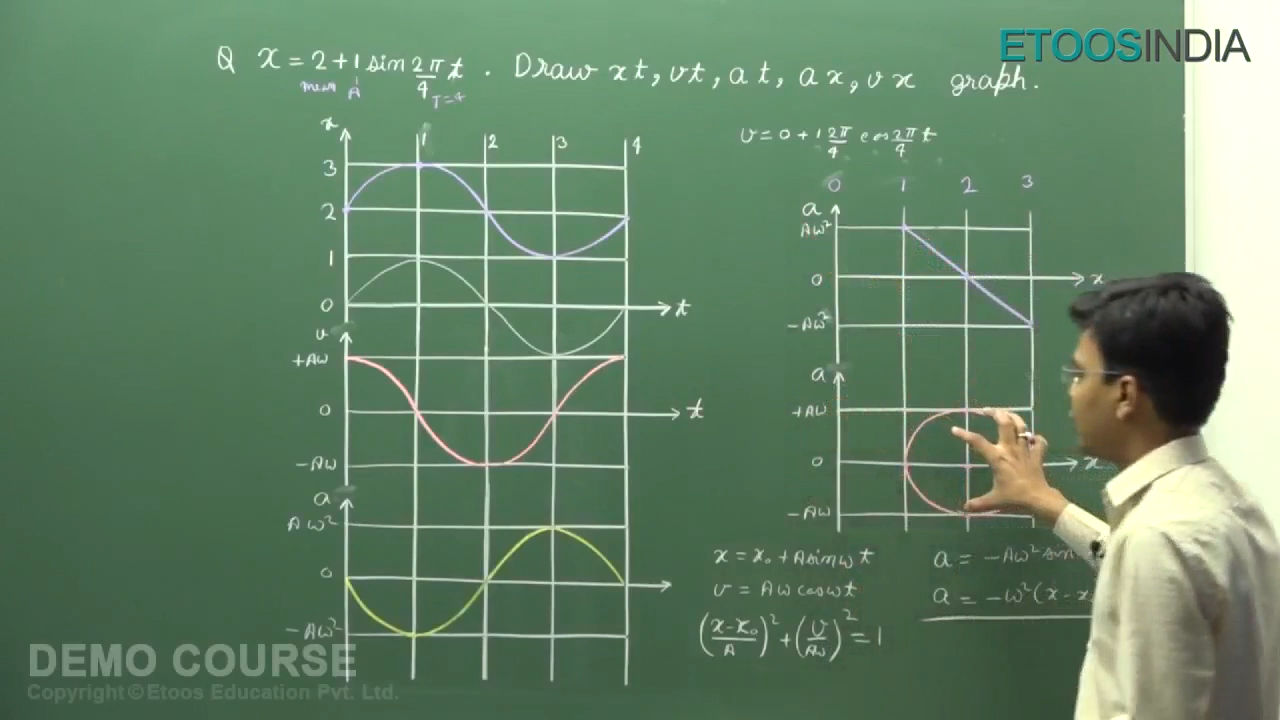 ETOOSINDIA
Q x = 2 + 1 sin 2π/4 t . Draw xt, vt, at, ax, vx graph.
mean A T=4
v = 0 + 1 2π/4 cos 2π/4 t
x
1 2 3 4
3
2
1
0
t
v
+Aω
0
t
-Aω
a
Aω²
0
-Aω²
0 1 2 3
a
Aω²
0
x
-Aω²
a
+Aω
0
x
-Aω
x = x₀ + A sin ω t
v = Aω cos ωt
((x-x₀)/A)² + (v/Aω)² = 1
a = -Aω² sin
a = -ω²(x-x
DEMO COURSE
Copyright © Etoos Education Pvt. Ltd.